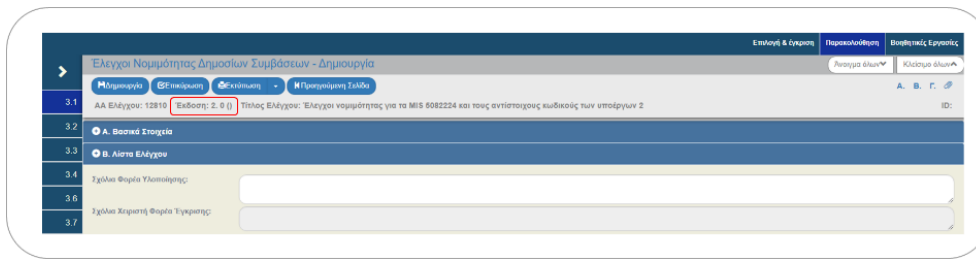 Επιλογή & έγκριση Παρακολούθηση Βοηθητικές Εργασίες
Έλεγχοι Νομιμότητας Δημοσίων Συμβάσεων - Δημιουργία
Άνοιγμα όλων Κλείσιμο όλων
Δημιουργία Επικύρωση Εκτύπωση Προηγούμενη Σελίδα
Α. Β. Γ.
3.1
ΑΑ Ελέγχου: 12810 Έκδοση: 2. 0 () Τίτλος Ελέγχου: Έλεγχοι νομιμότητας για τα MIS 5082224 και τους αντίστοιχους κωδικούς των υποέργων 2 ID:
3.2 Α. Βασικά Στοιχεία
3.3 Β. Λίστα Ελέγχου
3.4 Σχόλια Φορέα Υλοποίησης:
3.6
Σχόλια Χειριστή Φορέα Έγκρισης:
3.7